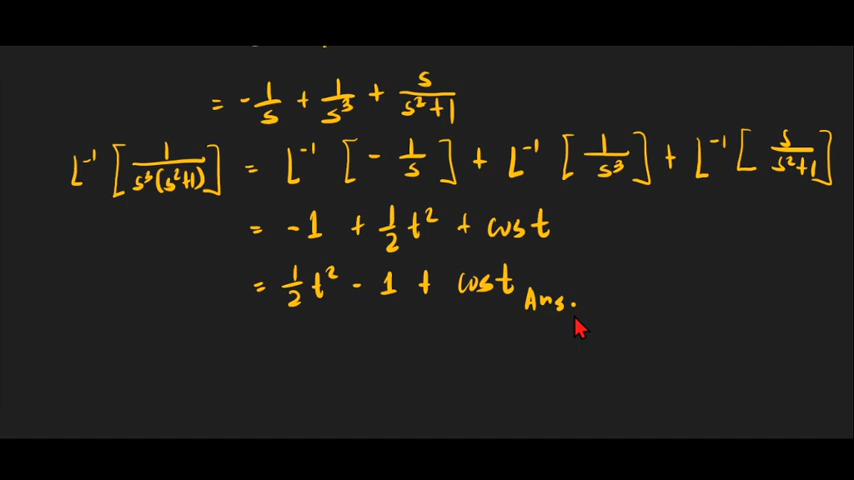 = -1/s + 1/s³ + s/(s²+1)
L⁻¹ [1/(s³(s²+1))] = L⁻¹ [-1/s] + L⁻¹ [1/s³] + L⁻¹ [s/(s²+1)]
= -1 + 1/2 t² + cos t
= 1/2 t² - 1 + cos t Ans.